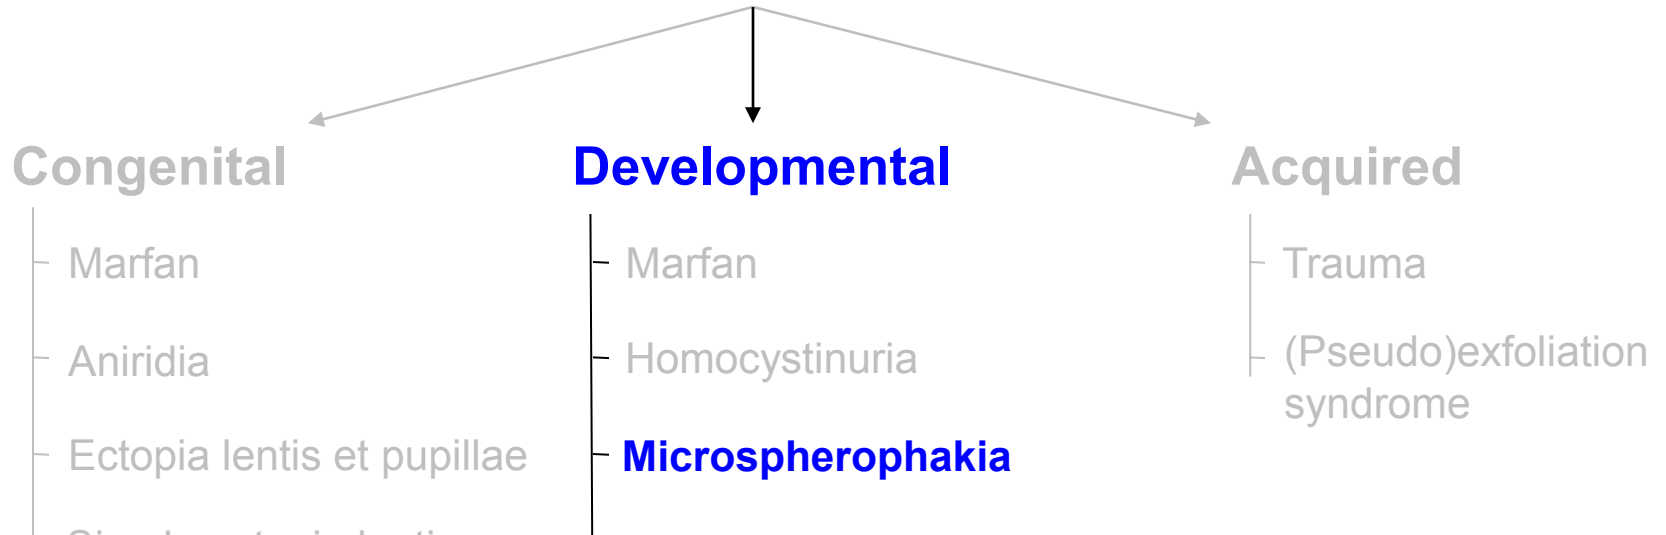 Congenital
Marfan
Aniridia
Ectopia lentis et pupillae
Developmental
Marfan
Homocystinuria
Microspherophakia
Acquired
Trauma
(Pseudo)exfoliation
syndrome